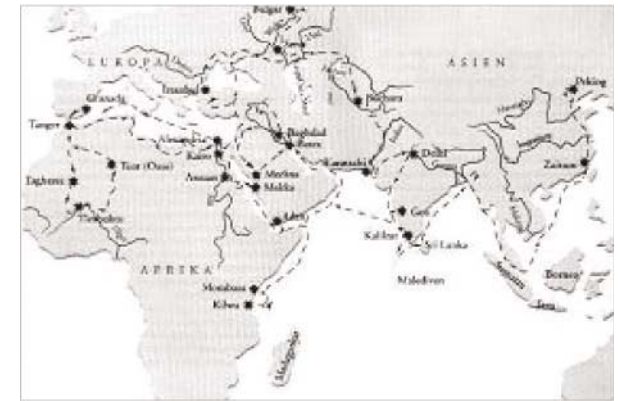 Bulgar
EUROPA
ASIEN
Istanbul
Buchara
Peking
Granada
Tanger
Alexandria
Kairo
Baghdad
Basra
Tuat (Oase)
Assuan
Medina
Mekka
Delhi
Zaitun
Taghaza
Timbuktu
Aden
Goa
Kalikut
Sri Lanka
AFRIKA
Malediven
Sumatra
Borneo
Java
Mombasa
Kilwa
Madagaskar